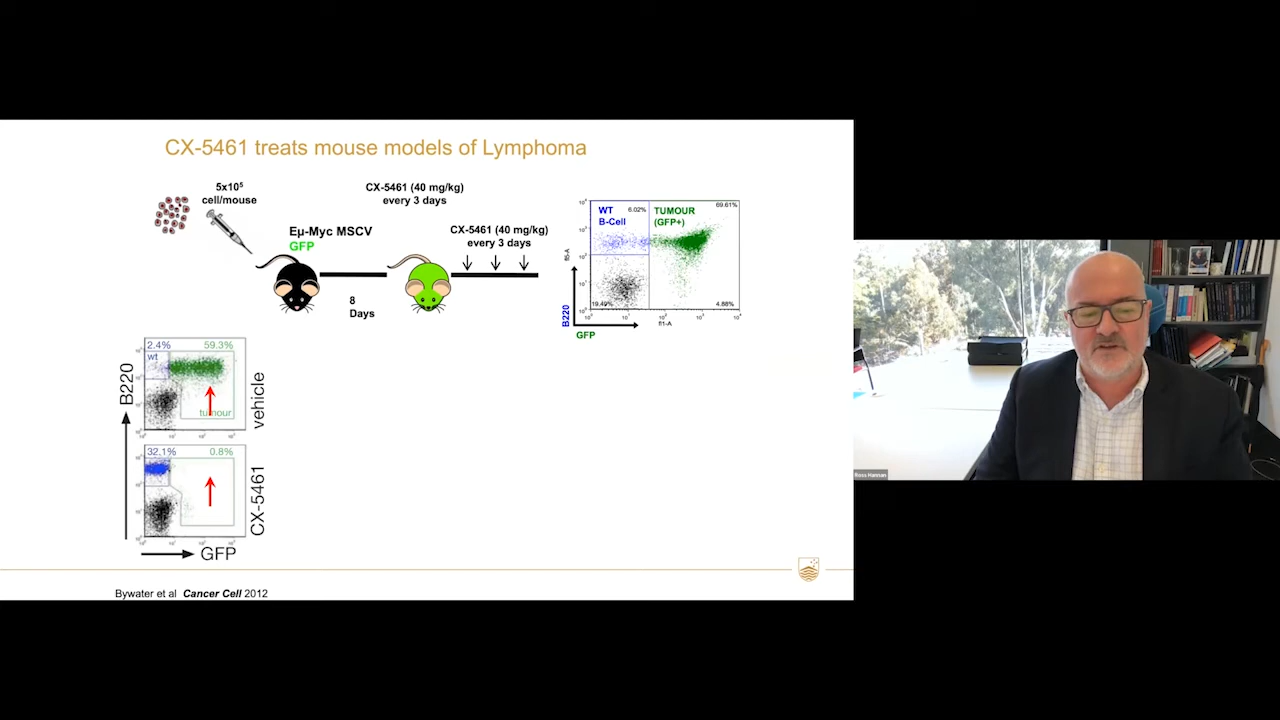 CX-5461 treats mouse models of Lymphoma
5x10⁵
cell/mouse
CX-5461 (40 mg/kg)
every 3 days
Eµ-Myc MSCV
GFP
CX-5461 (40 mg/kg)
every 3 days
8
Days
WT
B-Cell
6.02%
TUMOUR
(GFP+)
69.61%
4.88%
fl5-A
fl1-A
B220
GFP
2.4%
59.3%
wt
tumour
B220
vehicle
32.1%
0.8%
CX-5461
GFP
Bywater et al Cancer Cell 2012
Ross Hannan